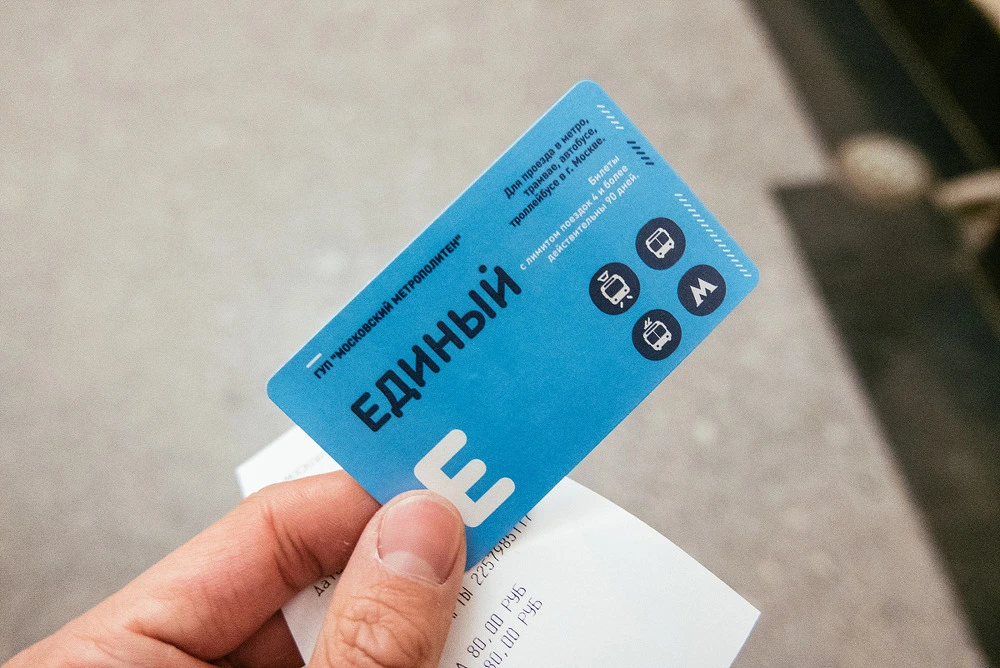 ГУП "МОСКОВСКИЙ МЕТРОПОЛИТЕН"
Для проезда в метро,
трамвае, автобусе,
троллейбусе в г. Москве.
Билеты
с лимитом поездок 4 и более
действительны 90 дней.
ЕДИНЫЙ
Е
М
2257985117
80,00 РУБ
80,00 РУБ